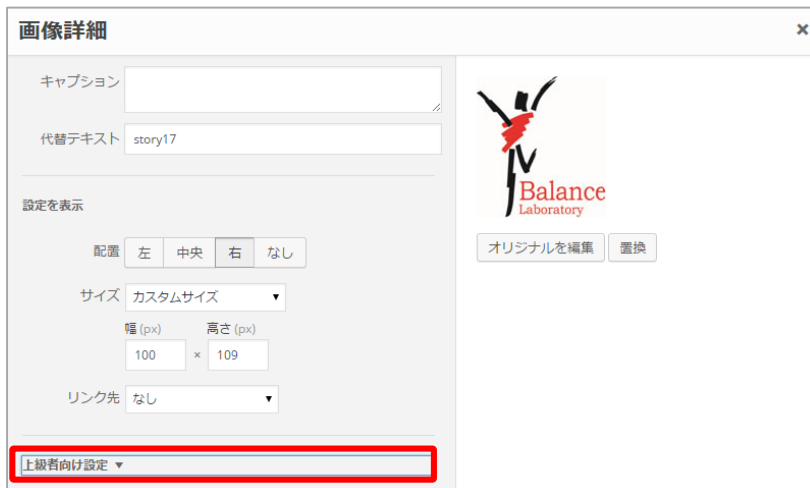 画像詳細
×
キャプション
代替テキスト story17
設定を表示
配置 左 中央 右 なし
サイズ カスタムサイズ ▼
幅 (px) 高さ (px)
100 × 109
リンク先 なし ▼
上級者向け設定 ▼
Balance
Laboratory
オリジナルを編集 置換